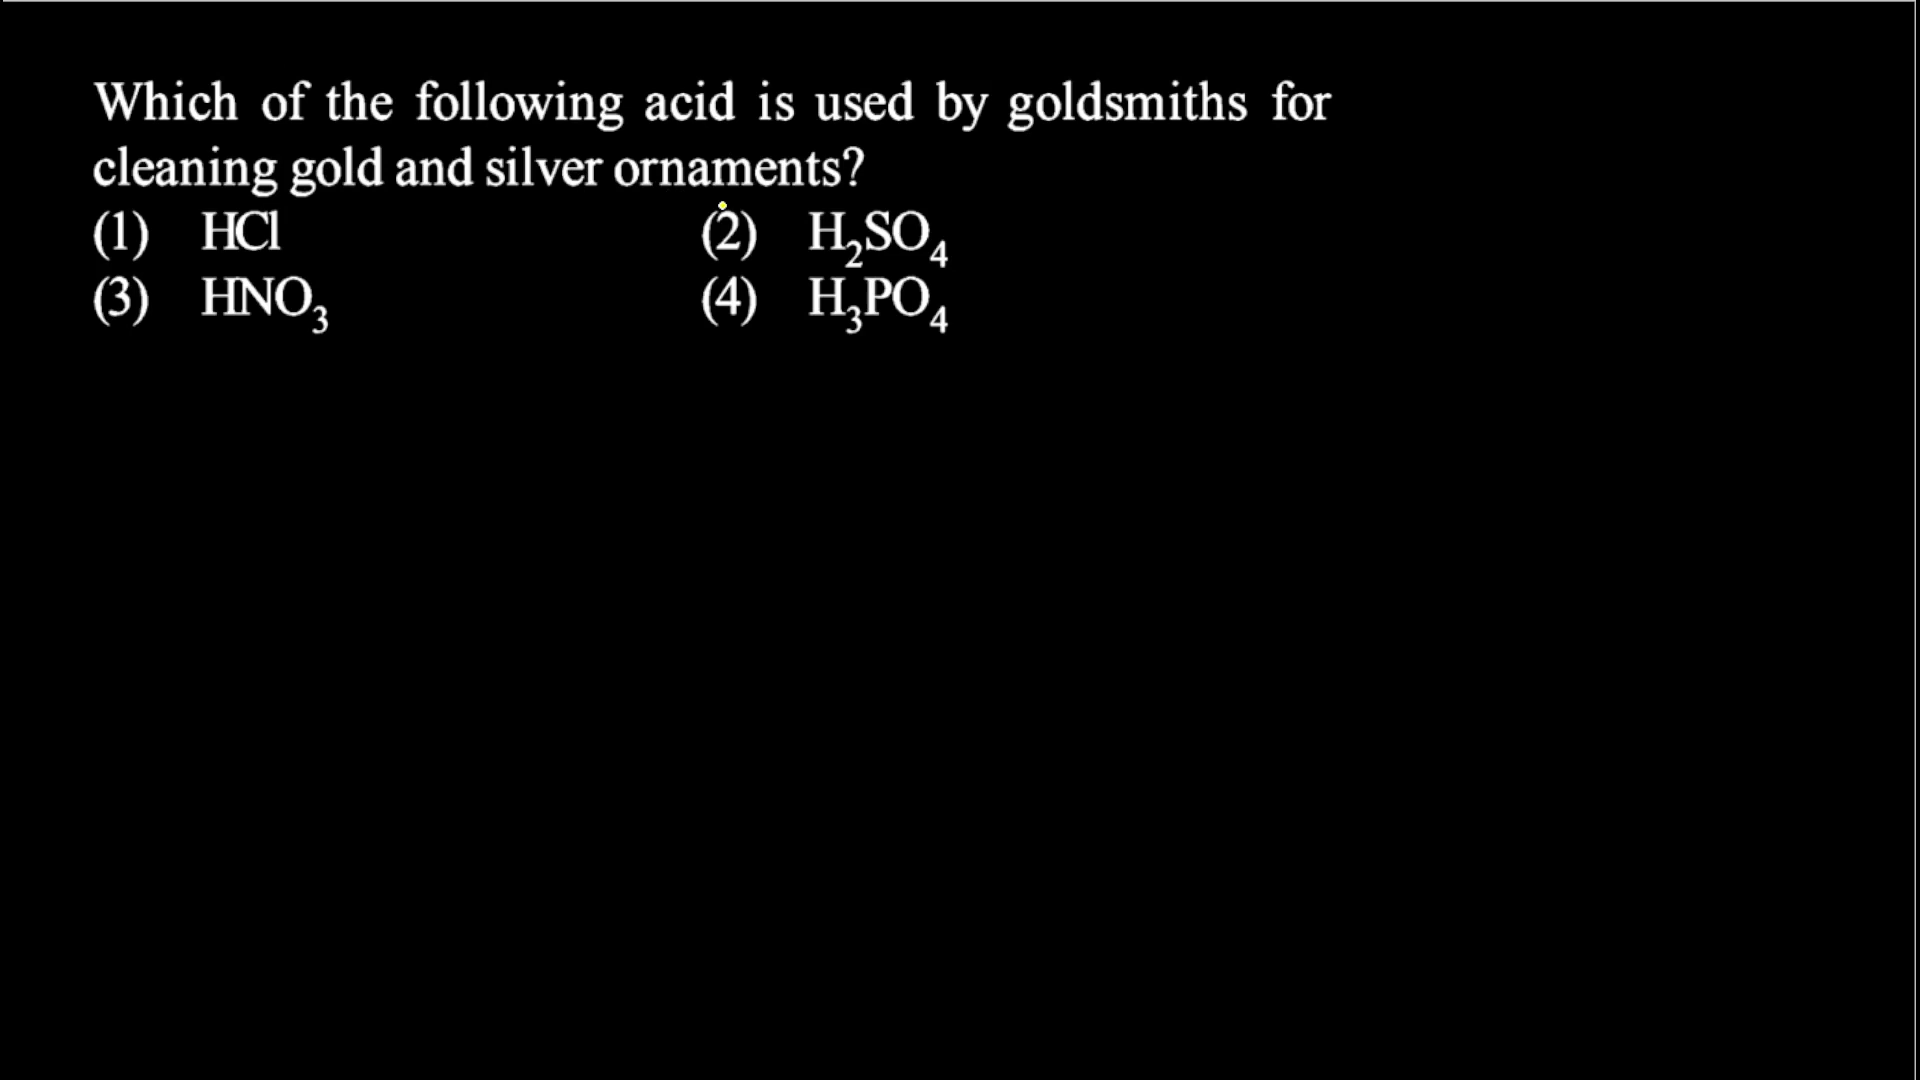 Which of the following acid is used by goldsmiths for
cleaning gold and silver ornaments?
(1) HCl (2) H₂SO₄
(3) HNO₃ (4) H₃PO₄